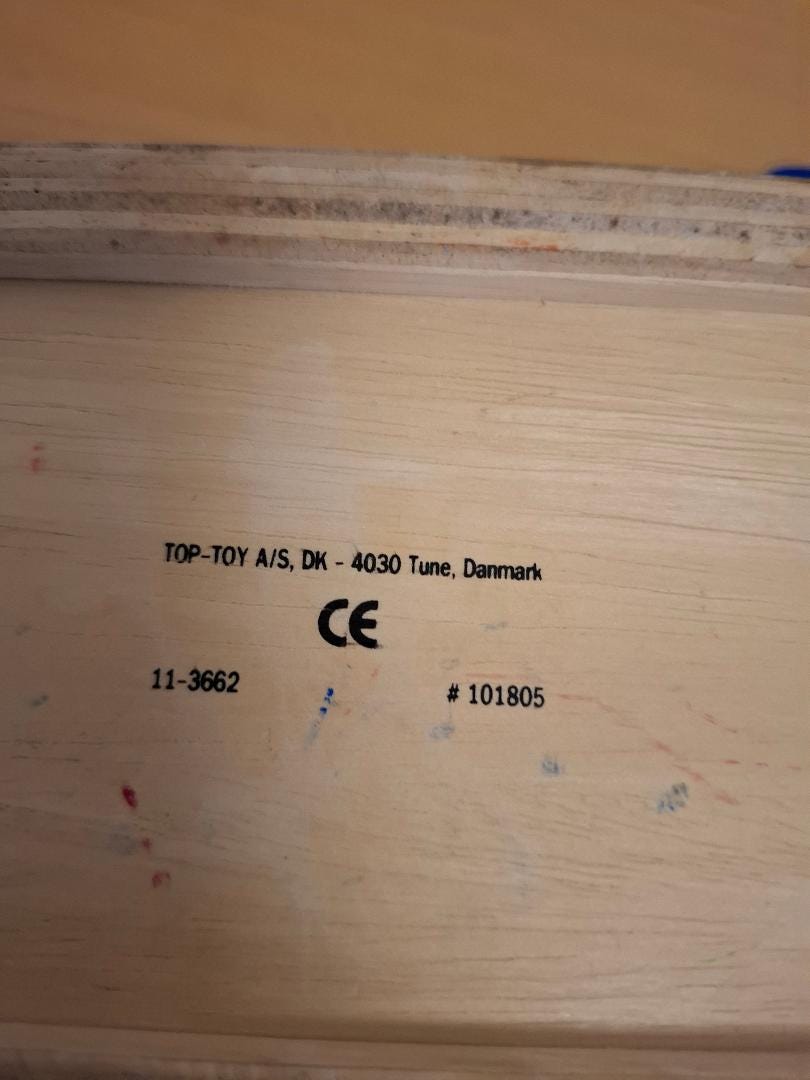 TOP-TOY A/S, DK - 4030 Tune, Danmark
CE
11-3662 # 101805